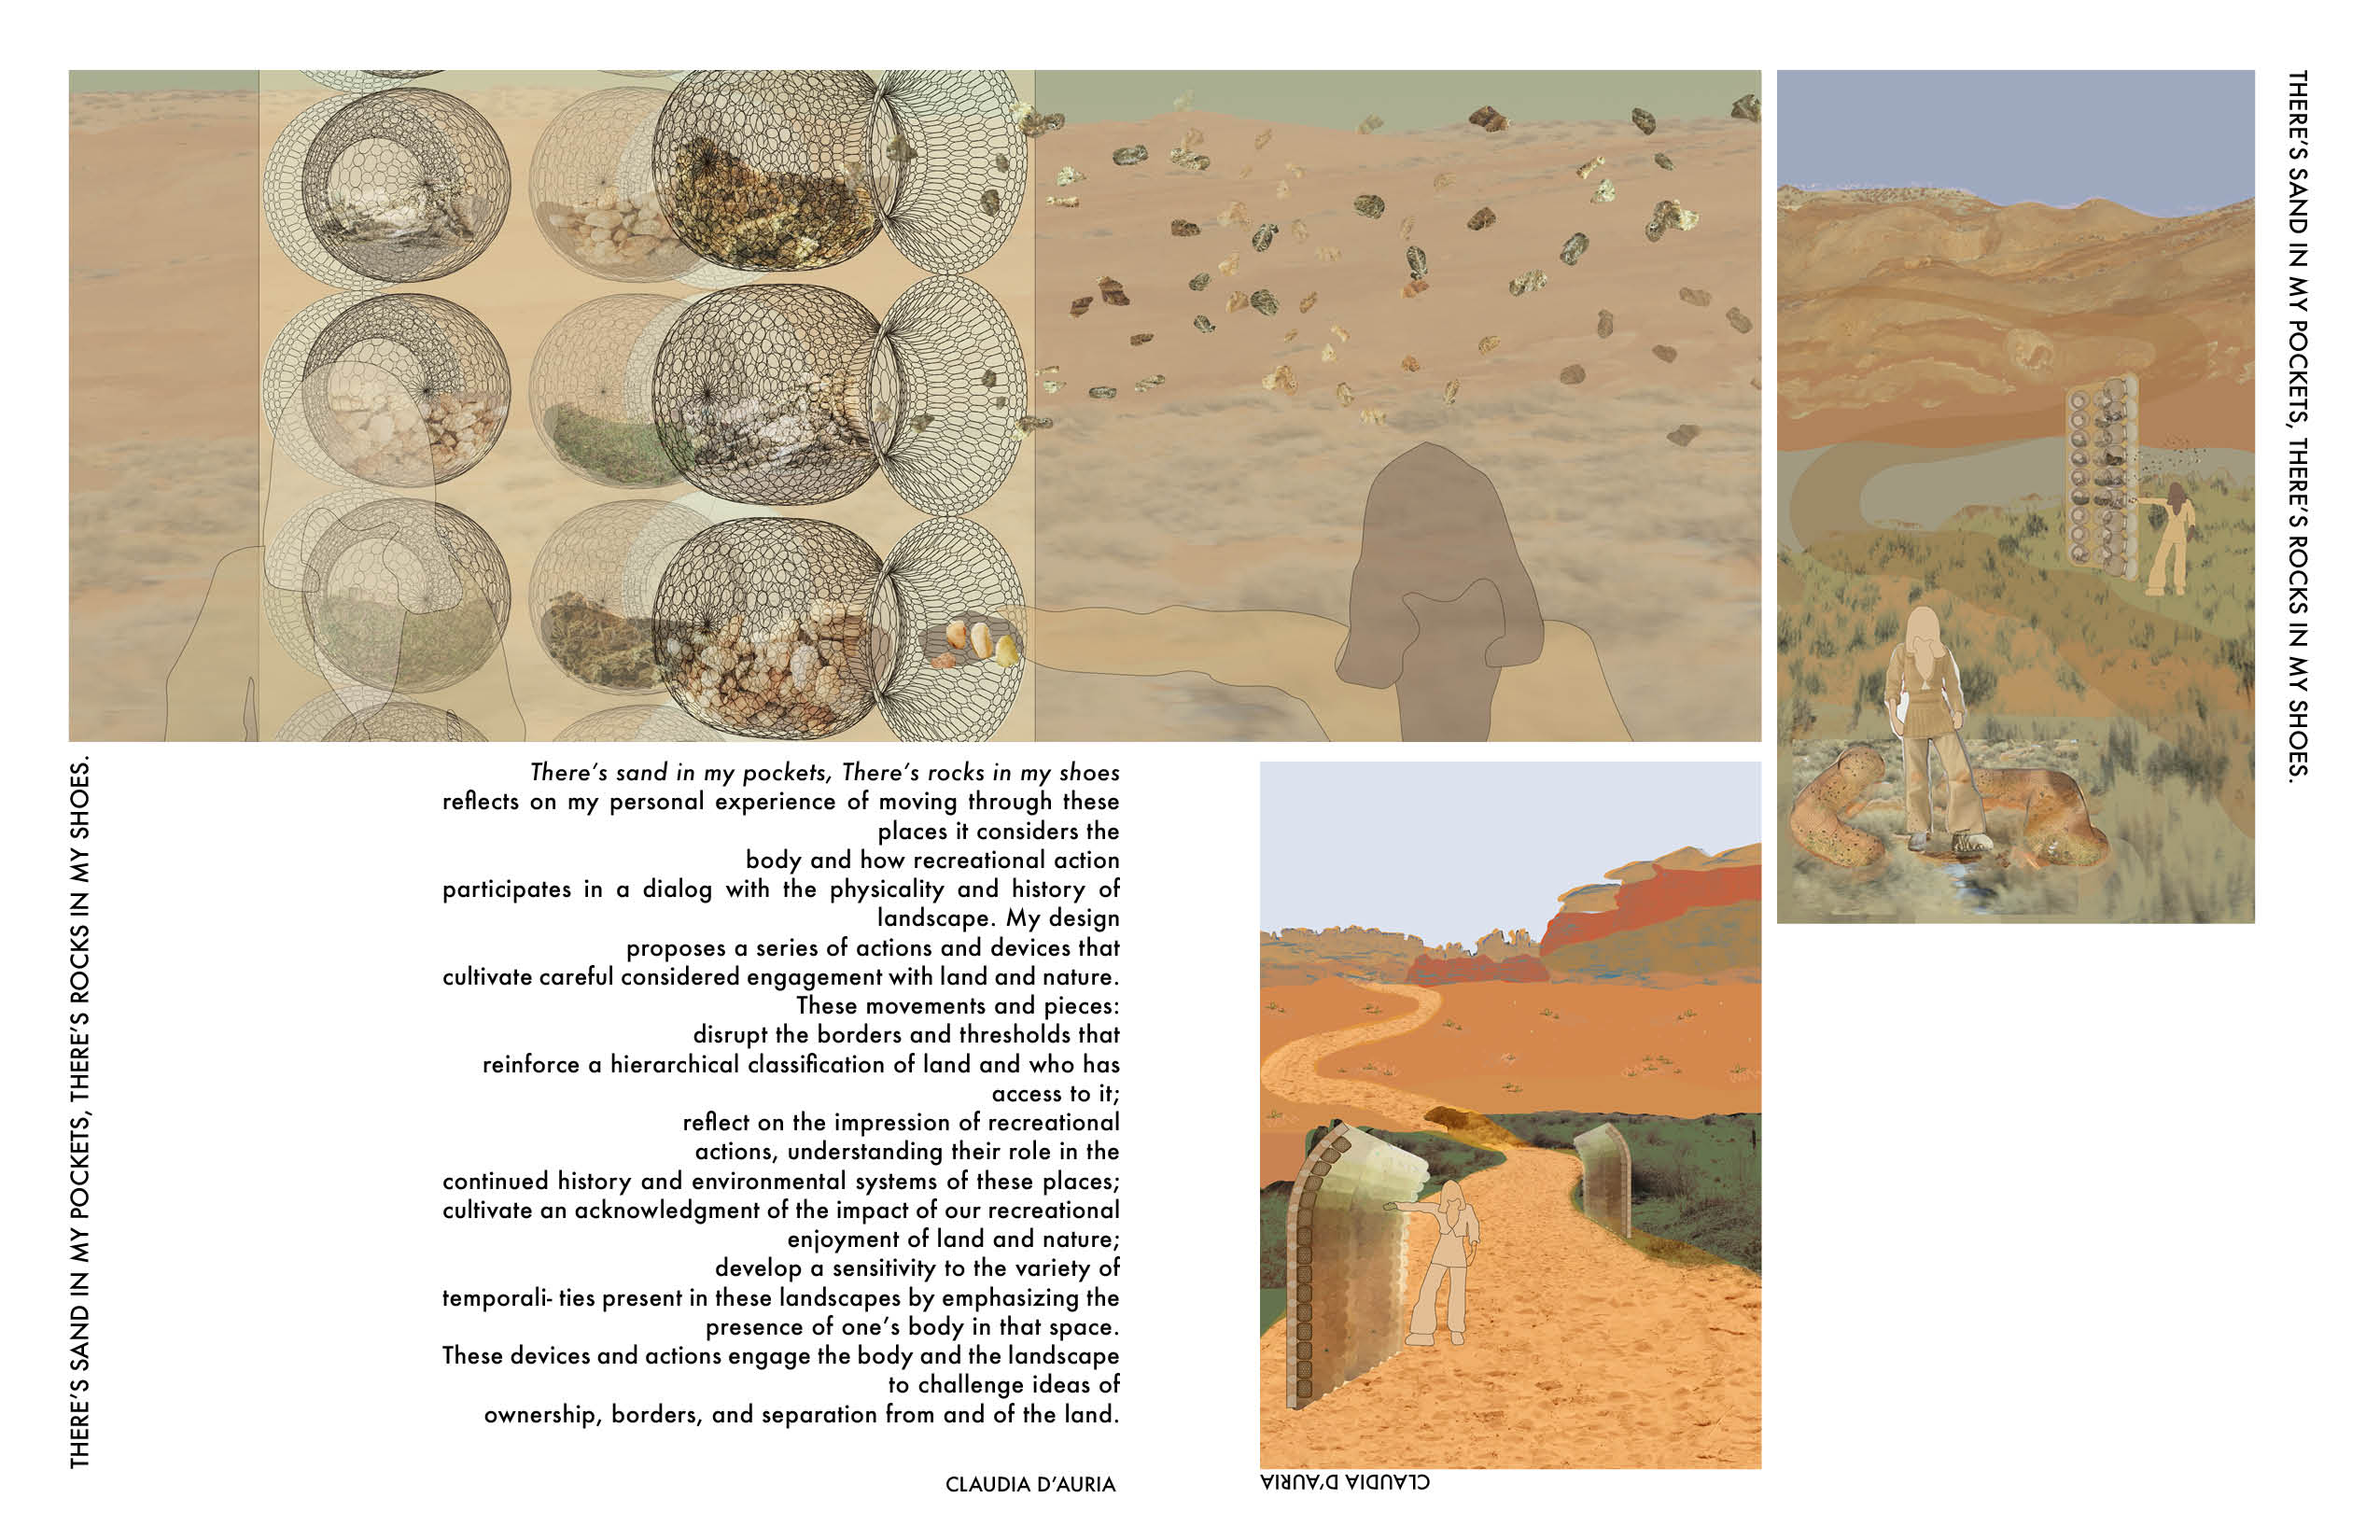 THERE'S SAND IN MY POCKETS, THERE'S ROCKS IN MY SHOES.
THERE'S SAND IN MY POCKETS, THERE'S ROCKS IN MY SHOES.
There's sand in my pockets, There's rocks in my shoes
reflects on my personal experience of moving through these
places it considers the
body and how recreational action
participates in a dialog with the physicality and history of
landscape. My design
proposes a series of actions and devices that
cultivate careful considered engagement with land and nature.
These movements and pieces:
disrupt the borders and thresholds that
reinforce a hierarchical classification of land and who has
access to it;
reflect on the impression of recreational
actions, understanding their role in the
continued history and environmental systems of these places;
cultivate an acknowledgment of the impact of our recreational
enjoyment of land and nature;
develop a sensitivity to the variety of
temporali- ties present in these landscapes by emphasizing the
presence of one's body in that space.
These devices and actions engage the body and the landscape
to challenge ideas of
ownership, borders, and separation from and of the land.
CLAUDIA D'AURIA
CLAUDIA D'AURIA